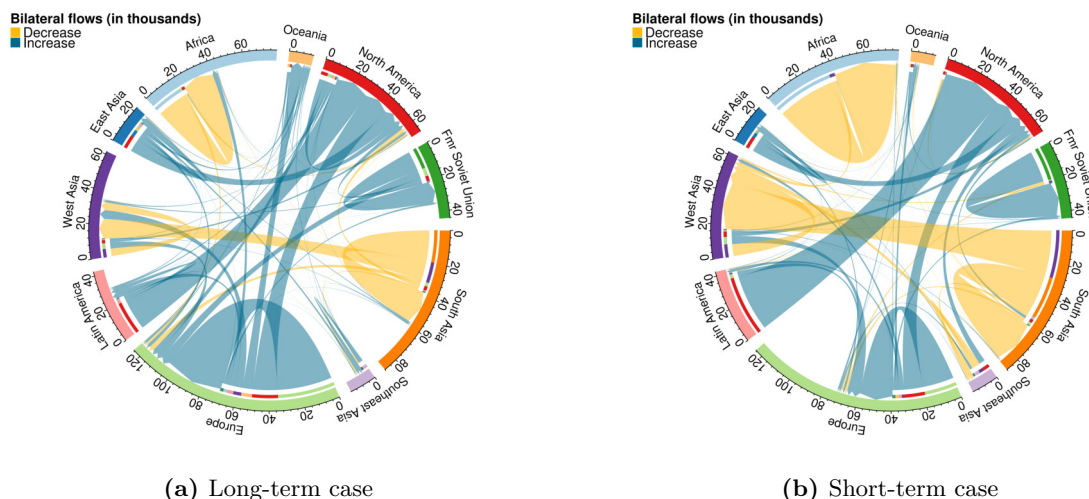 Bilateral flows (in thousands)
Decrease
Increase
Oceania
0
North America
0
20
40
60
Fmr Soviet Union
0
20
40
South Asia
0
20
40
60
80
Southeast Asia
0
Europe
0
20
40
60
80
100
120
Latin America
0
20
40
West Asia
0
20
40
60
East Asia
0
20
Africa
0
20
40
60
(a) Long-term case
Bilateral flows (in thousands)
Decrease
Increase
Oceania
0
North America
0
20
40
60
Fmr Soviet Union
0
20
40
South Asia
0
20
40
60
80
Southeast Asia
0
Europe
0
20
40
60
80
100
120
Latin America
0
20
40
West Asia
0
20
40
60
East Asia
0
20
Africa
0
20
40
60
(b) Short-term case